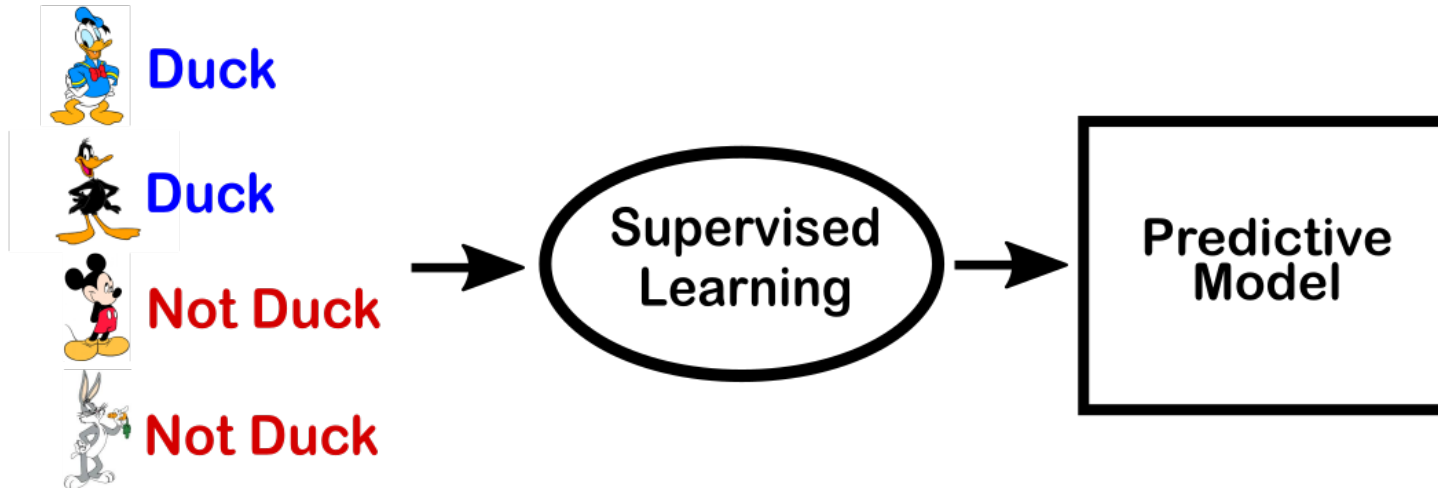 Duck
Duck
Not Duck
Not Duck
Supervised
Learning
Predictive
Model